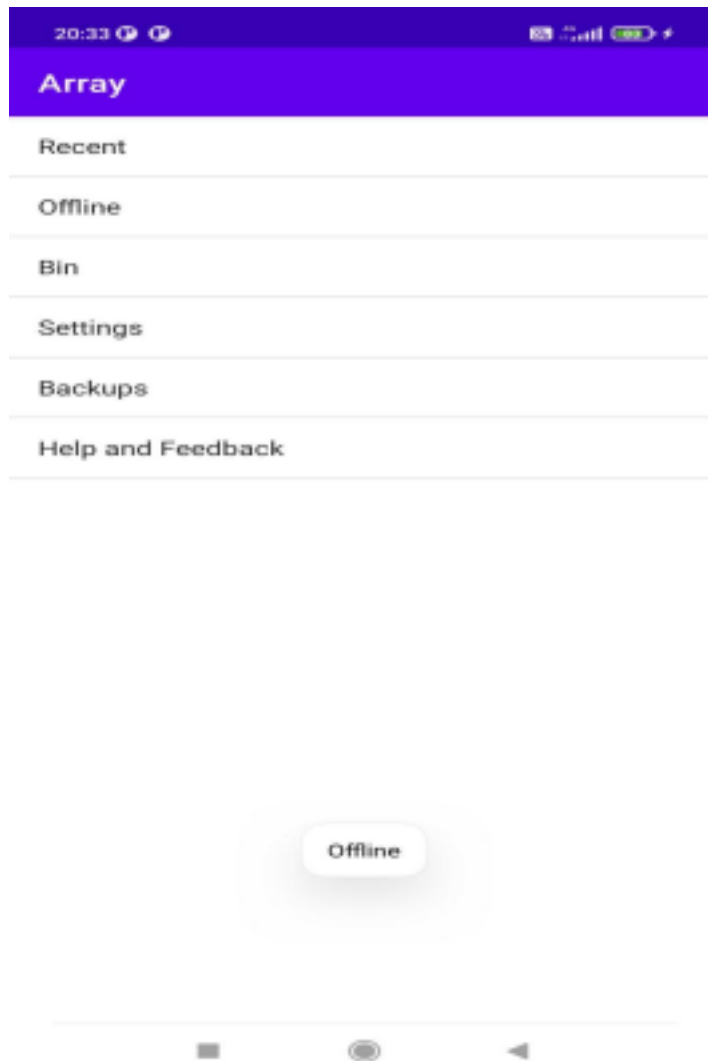 20:33
Array
Recent
Offline
Bin
Settings
Backups
Help and Feedback
Offline